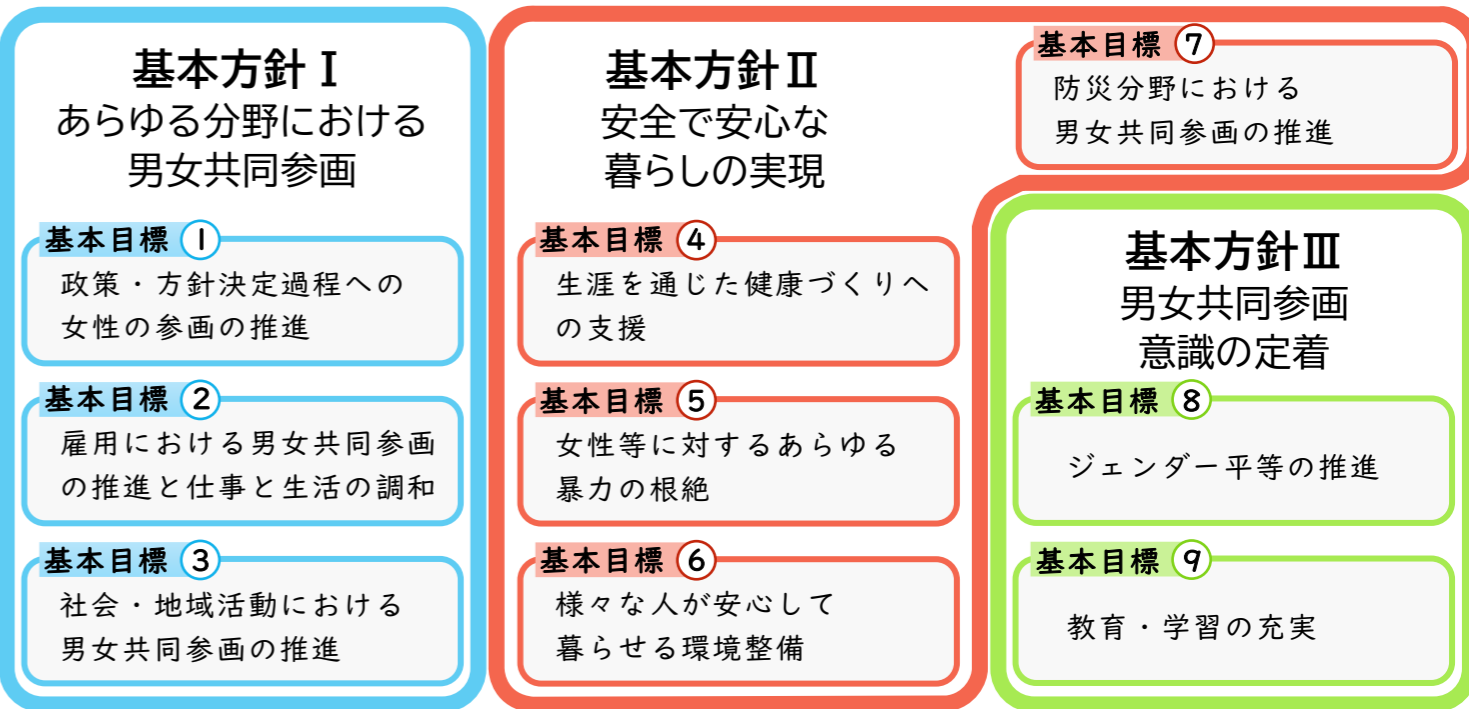 基本方針Ⅰ
あらゆる分野における
男女共同参画
基本目標 ①
政策・方針決定過程への
女性の参画の推進
基本目標 ②
雇用における男女共同参画
の推進と仕事と生活の調和
基本目標 ③
社会・地域活動における
男女共同参画の推進
基本方針Ⅱ
安全で安心な
暮らしの実現
基本目標 ④
生涯を通じた健康づくりへ
の支援
基本目標 ⑤
女性等に対するあらゆる
暴力の根絶
基本目標 ⑥
様々な人が安心して
暮らせる環境整備
基本目標 ⑦
防災分野における
男女共同参画の推進
基本方針Ⅲ
男女共同参画
意識の定着
基本目標 ⑧
ジェンダー平等の推進
基本目標 ⑨
教育・学習の充実